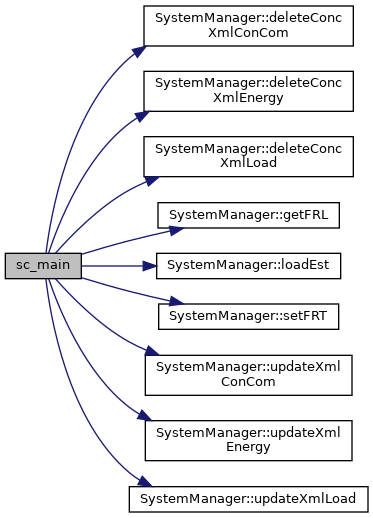 SystemManager::deleteConc
XmlConCom
SystemManager::deleteConc
XmlEnergy
SystemManager::deleteConc
XmlLoad
SystemManager::getFRL
sc_main
SystemManager::loadEst
SystemManager::setFRT
SystemManager::updateXml
ConCom
SystemManager::updateXml
Energy
SystemManager::updateXmlLoad